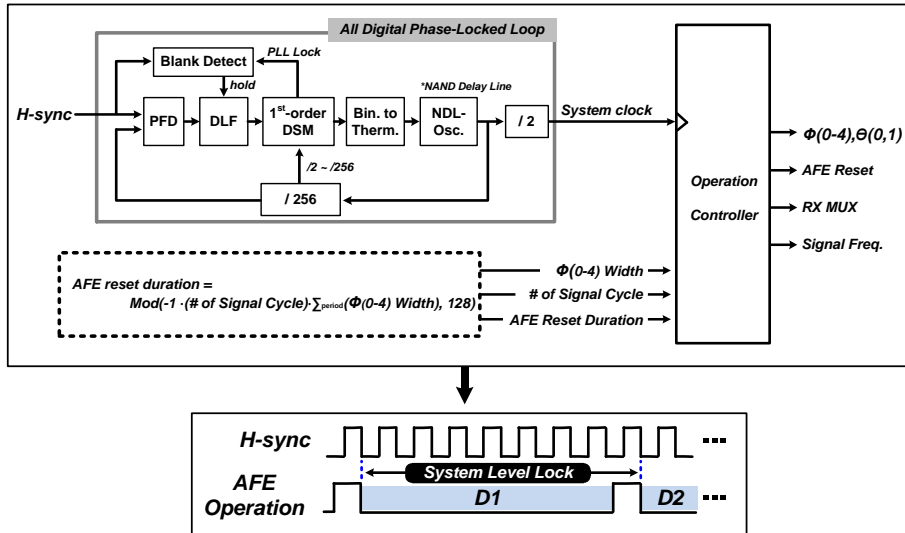 All Digital Phase-Locked Loop
Blank Detect
PLL Lock
hold
*NAND Delay Line
H-sync
PFD
DLF
1st-order
DSM
Bin. to
Therm.
NDL-
Osc.
/ 2
System clock
/2 ~ /256
/ 256
Operation
Controller
Φ(0-4),Θ(0,1)
AFE Reset
RX MUX
Signal Freq.
AFE reset duration =
Mod(-1 ·(# of Signal Cycle)·∑period(Φ(0-4) Width), 128)
Φ(0-4) Width
# of Signal Cycle
AFE Reset Duration
H-sync
System Level Lock
AFE
Operation
D1
D2